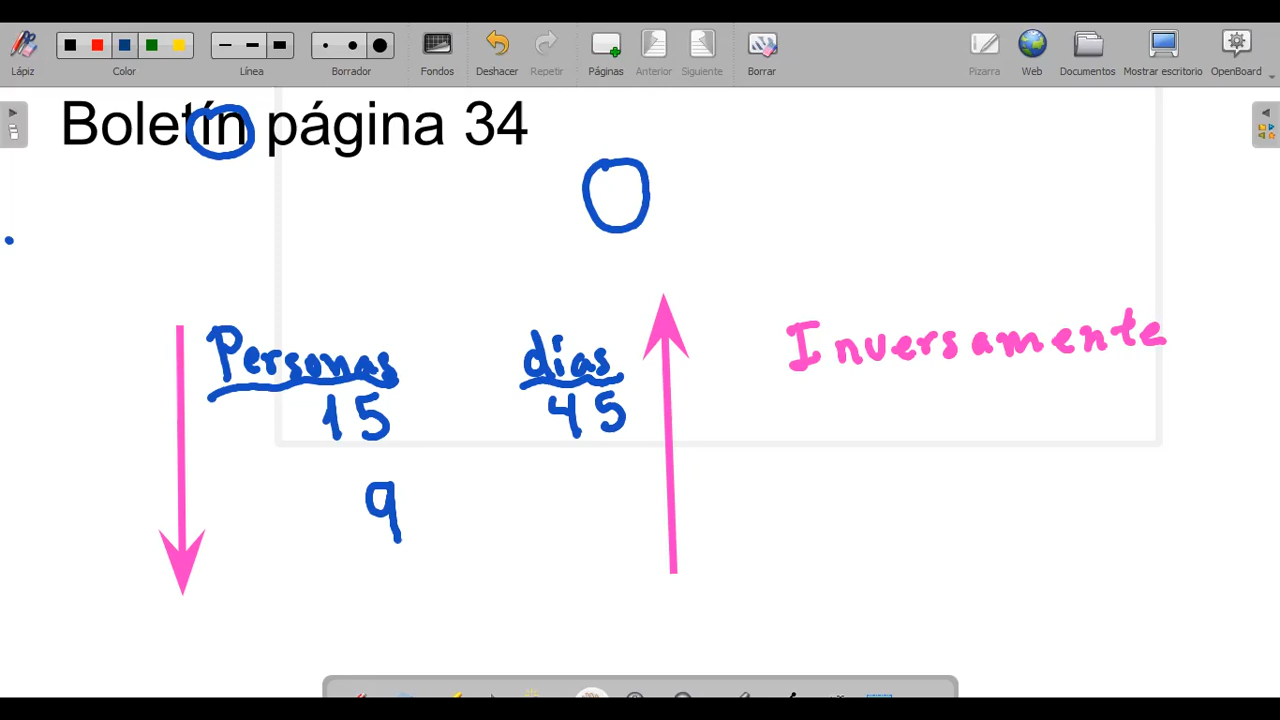 Lápiz Color Línea Borrador Fondos Deshacer Repetir Páginas Anterior Siguiente Borrar Pizarra Web Documentos Mostrar escritorio OpenBoard
Boletín página 34
Personas días Inversamente
15 45
9